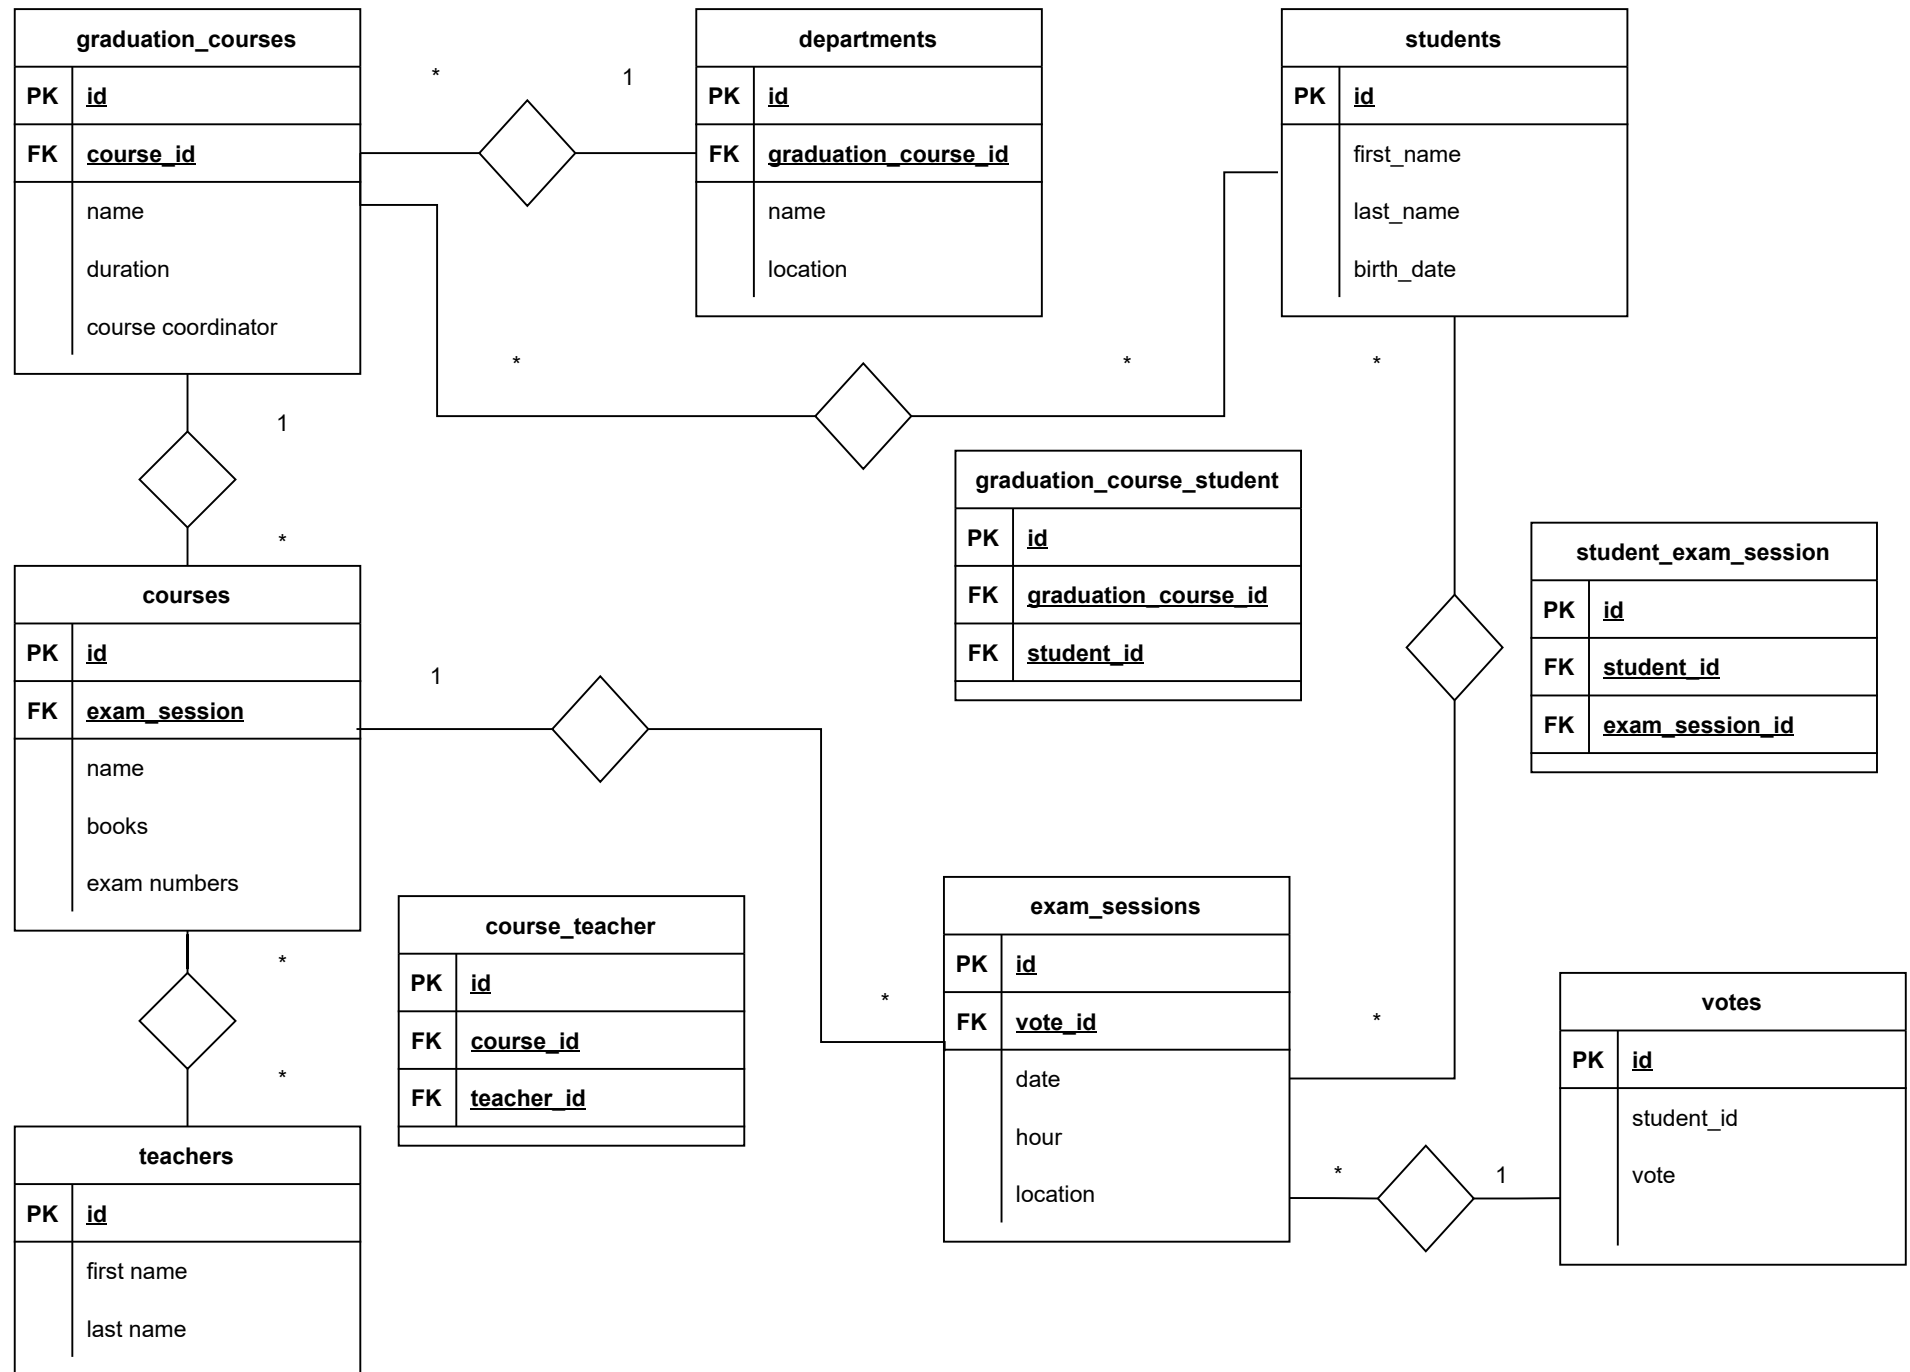 graduation_courses
PK id
FK course_id
name
duration
course coordinator
* 1
departments
PK id
FK graduation_course_id
name
location
students
PK id
first_name
last_name
birth_date
* * *
1
*
graduation_course_student
PK id
FK graduation_course_id
FK student_id
student_exam_session
PK id
FK student_id
FK exam_session_id
courses
PK id
FK exam_session
name
books
exam numbers
1
*
*
*
*
course_teacher
PK id
FK course_id
FK teacher_id
exam_sessions
PK id
FK vote_id
date
hour
location
* 1
votes
PK id
student_id
vote
teachers
PK id
first name
last name